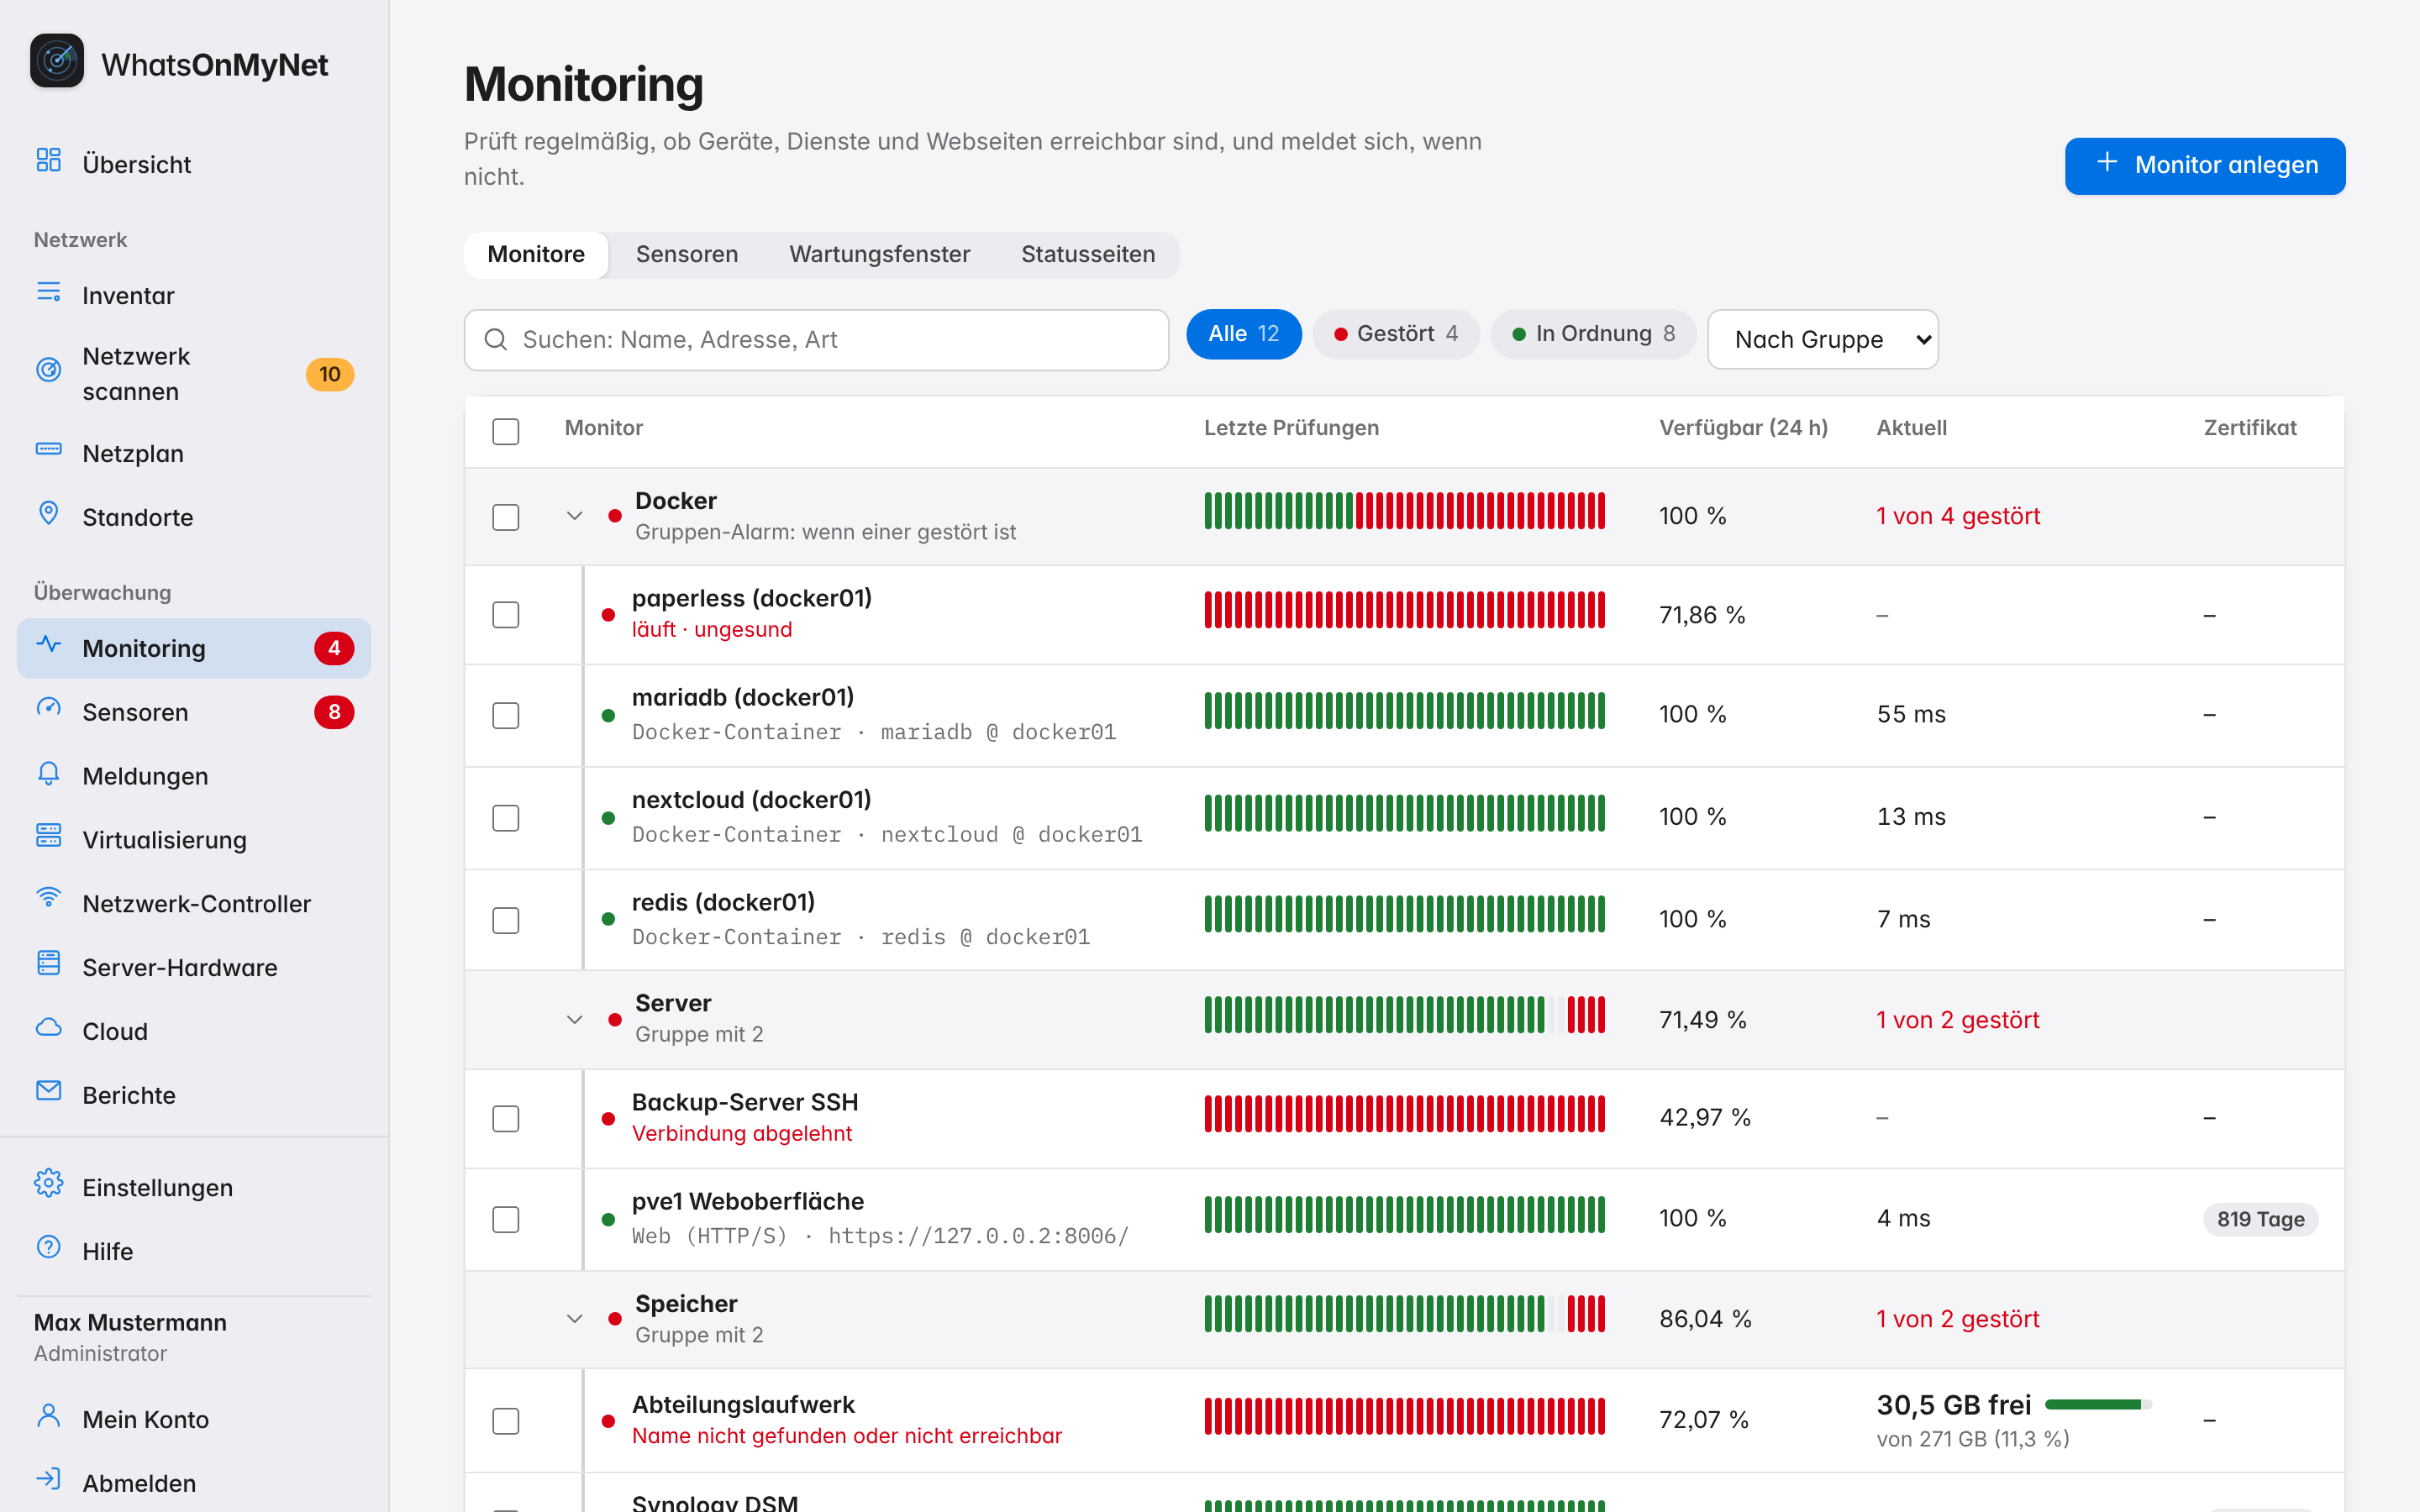 WhatsOnMyNet
Übersicht
Netzwerk
Inventar
Netzwerk
scannen
10
Netzplan
Standorte
Überwachung
Monitoring
4
Sensoren
8
Meldungen
Virtualisierung
Netzwerk-Controller
Server-Hardware
Cloud
Berichte
Einstellungen
Hilfe
Max Mustermann
Administrator
Mein Konto
Abmelden
Monitoring
Prüft regelmäßig, ob Geräte, Dienste und Webseiten erreichbar sind, und meldet sich, wenn
nicht.
Monitor anlegen
Monitore Sensoren Wartungsfenster Statusseiten
Suchen: Name, Adresse, Art
Alle 12
Gestört 4
In Ordnung 8
Nach Gruppe
Monitor Letzte Prüfungen Verfügbar (24 h) Aktuell Zertifikat
Docker
Gruppen-Alarm: wenn einer gestört ist
100 %
1 von 4 gestört
paperless (docker01)
läuft · ungesund
71,86 %
–
–
mariadb (docker01)
Docker-Container · mariadb @ docker01
100 %
55 ms
–
nextcloud (docker01)
Docker-Container · nextcloud @ docker01
100 %
13 ms
–
redis (docker01)
Docker-Container · redis @ docker01
100 %
7 ms
–
Server
Gruppe mit 2
71,49 %
1 von 2 gestört
Backup-Server SSH
Verbindung abgelehnt
42,97 %
–
–
pve1 Weboberfläche
Web (HTTP/S) · https://127.0.0.2:8006/
100 %
4 ms
819 Tage
Speicher
Gruppe mit 2
86,04 %
1 von 2 gestört
Abteilungslaufwerk
Name nicht gefunden oder nicht erreichbar
72,07 %
30,5 GB frei
von 271 GB (11,3 %)
–
Synology DSM